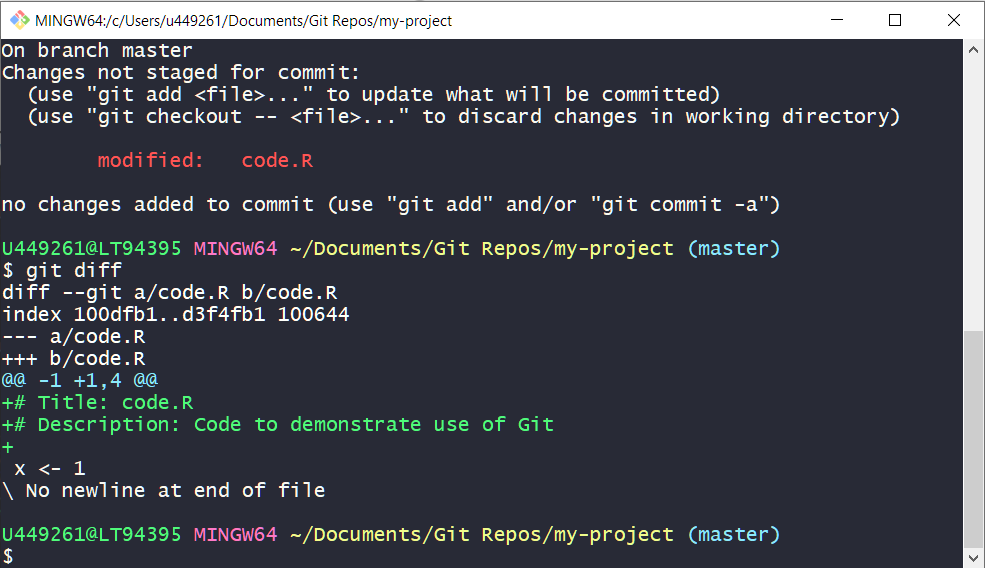 MINGW64:/c/Users/u449261/Documents/Git Repos/my-project
On branch master
Changes not staged for commit:
  (use "git add <file>..." to update what will be committed)
  (use "git checkout -- <file>..." to discard changes in working directory)
        modified:   code.R
no changes added to commit (use "git add" and/or "git commit -a")
U449261@LT94395 MINGW64 ~/Documents/Git Repos/my-project (master)
$ git diff
diff --git a/code.R b/code.R
index 100dfb1..d3f4fb1 100644
--- a/code.R
+++ b/code.R
@@ -1 +1,4 @@
+# Title: code.R
+# Description: Code to demonstrate use of Git
+
 x <- 1
\ No newline at end of file
U449261@LT94395 MINGW64 ~/Documents/Git Repos/my-project (master)
$